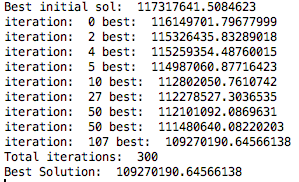 Best initial sol:  117317641.5084623
iteration:  0 best:  116149701.79677999
iteration:  2 best:  115326435.83289018
iteration:  4 best:  115259354.48760015
iteration:  5 best:  114987060.87716423
iteration:  10 best:  112802050.7610742
iteration:  27 best:  112278527.3036535
iteration:  50 best:  112101092.0869631
iteration:  50 best:  111480640.08220203
iteration:  107 best:  109270190.64566138
Total iterations:  300
Best Solution:  109270190.64566138